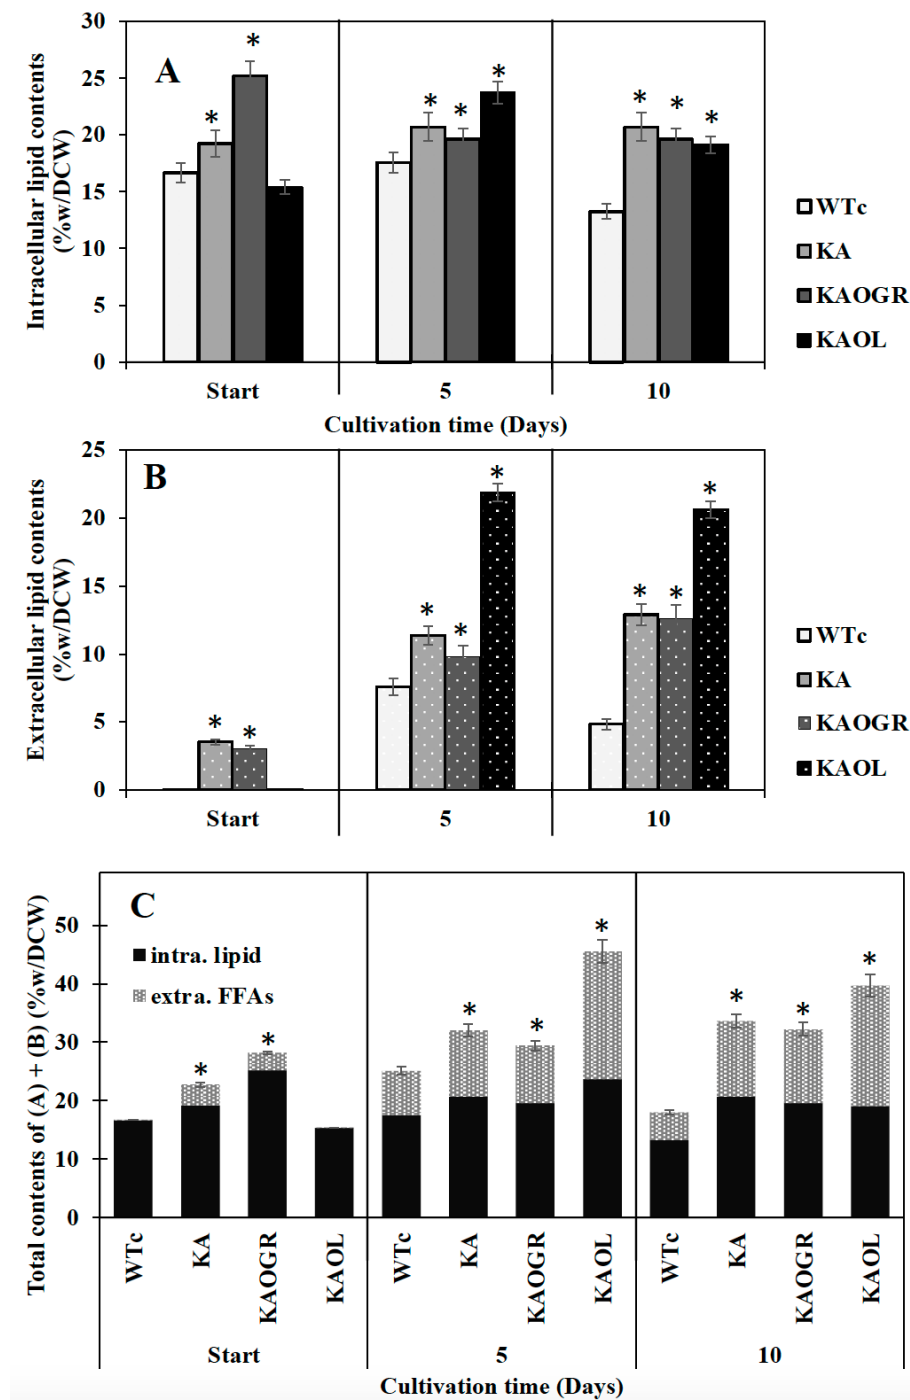 A
Intracellular lipid contents
(%w/DCW)
30
25
20
15
10
5
0
* * * * * * * *
WTc
KA
KAOGR
KAOL
Start 5 10
Cultivation time (Days)
B
Extracellular lipid contents
(%w/DCW)
25
20
15
10
5
0
* * * * * * * *
WTc
KA
KAOGR
KAOL
Start 5 10
C
Total contents of (A) + (B) (%w/DCW)
50
40
30
20
10
0
intra. lipid
extra. FFAs
* * * * * * * *
WTc KA KAOGR KAOL WTc KA KAOGR KAOL WTc KA KAOGR KAOL
Start 5 10
Cultivation time (Days)